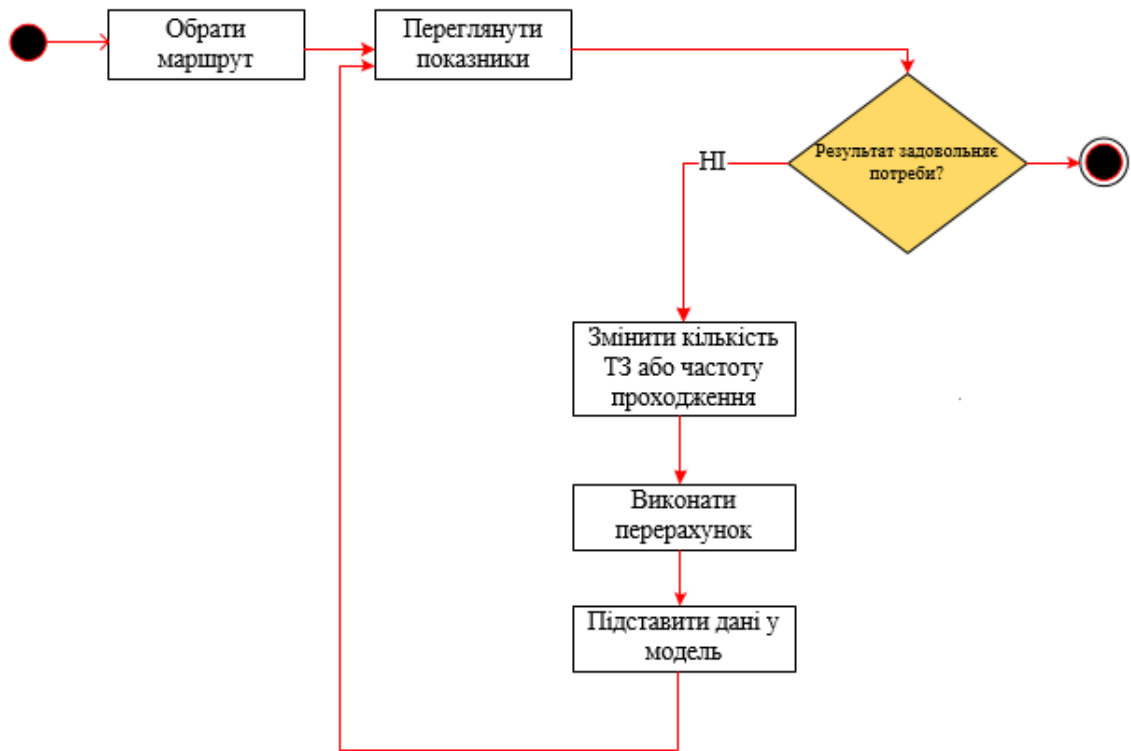 Обрати
маршрут
Переглянути
показники
Результат задовольняє
потреби?
НІ
Змінити кількість
ТЗ або частоту
проходження
Виконати
перерахунок
Підставити дані у
модель